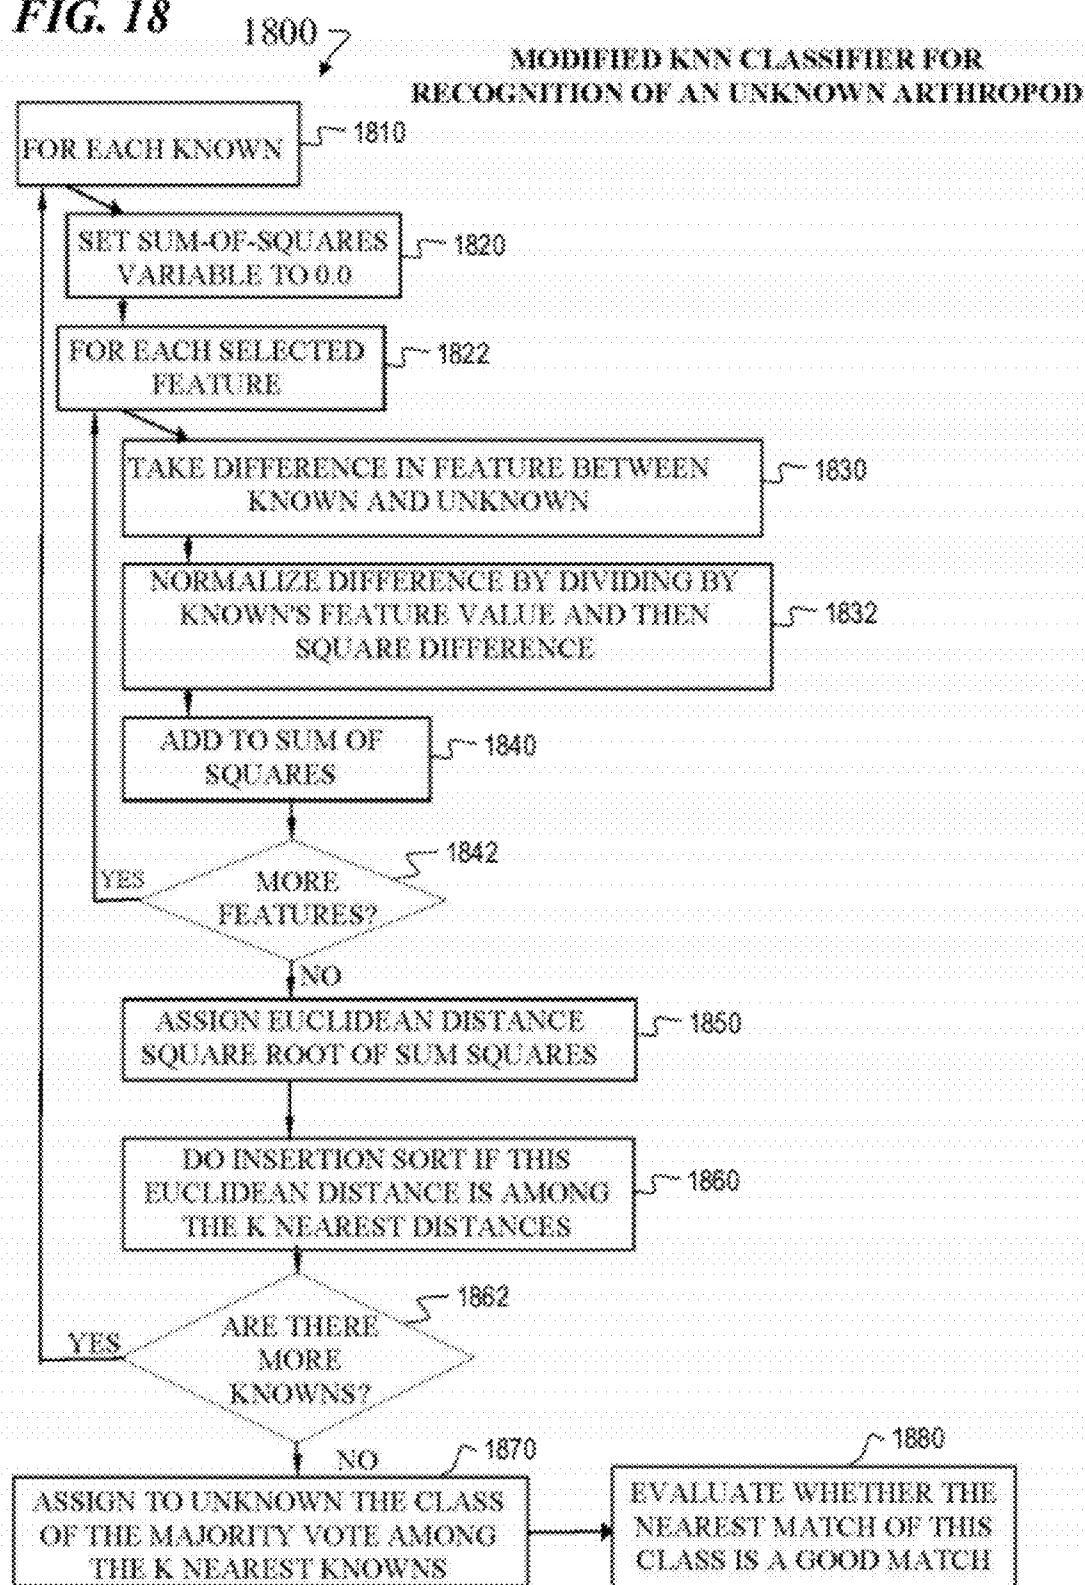 FIG. 18
1800
MODIFIED KNN CLASSIFIER FOR
RECOGNITION OF AN UNKNOWN ARTHROPOD
FOR EACH KNOWN
1810
SET SUM-OF-SQUARES
VARIABLE TO 0.0
1820
FOR EACH SELECTED
FEATURE
1822
TAKE DIFFERENCE IN FEATURE BETWEEN
KNOWN AND UNKNOWN
1830
NORMALIZE DIFFERENCE BY DIVIDING BY
KNOWN'S FEATURE VALUE AND THEN
SQUARE DIFFERENCE
1832
ADD TO SUM OF
SQUARES
1840
1842
YES
MORE
FEATURES?
NO
ASSIGN EUCLIDEAN DISTANCE
SQUARE ROOT OF SUM SQUARES
1850
DO INSERTION SORT IF THIS
EUCLIDEAN DISTANCE IS AMONG
THE K NEAREST DISTANCES
1860
1862
YES
ARE THERE
MORE
KNOWNS?
NO
1870
ASSIGN TO UNKNOWN THE CLASS
OF THE MAJORITY VOTE AMONG
THE K NEAREST KNOWNS
1880
EVALUATE WHETHER THE
NEAREST MATCH OF THIS
CLASS IS A GOOD MATCH